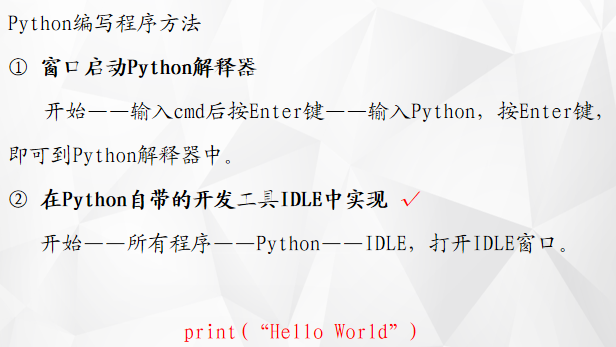 Python编写程序方法
① 窗口启动Python解释器
开始——输入cmd后按Enter键——输入Python，按Enter键，
即可到Python解释器中。
② 在Python自带的开发工具IDLE中实现 ✓
开始——所有程序——Python——IDLE，打开IDLE窗口。
print(“Hello World”)